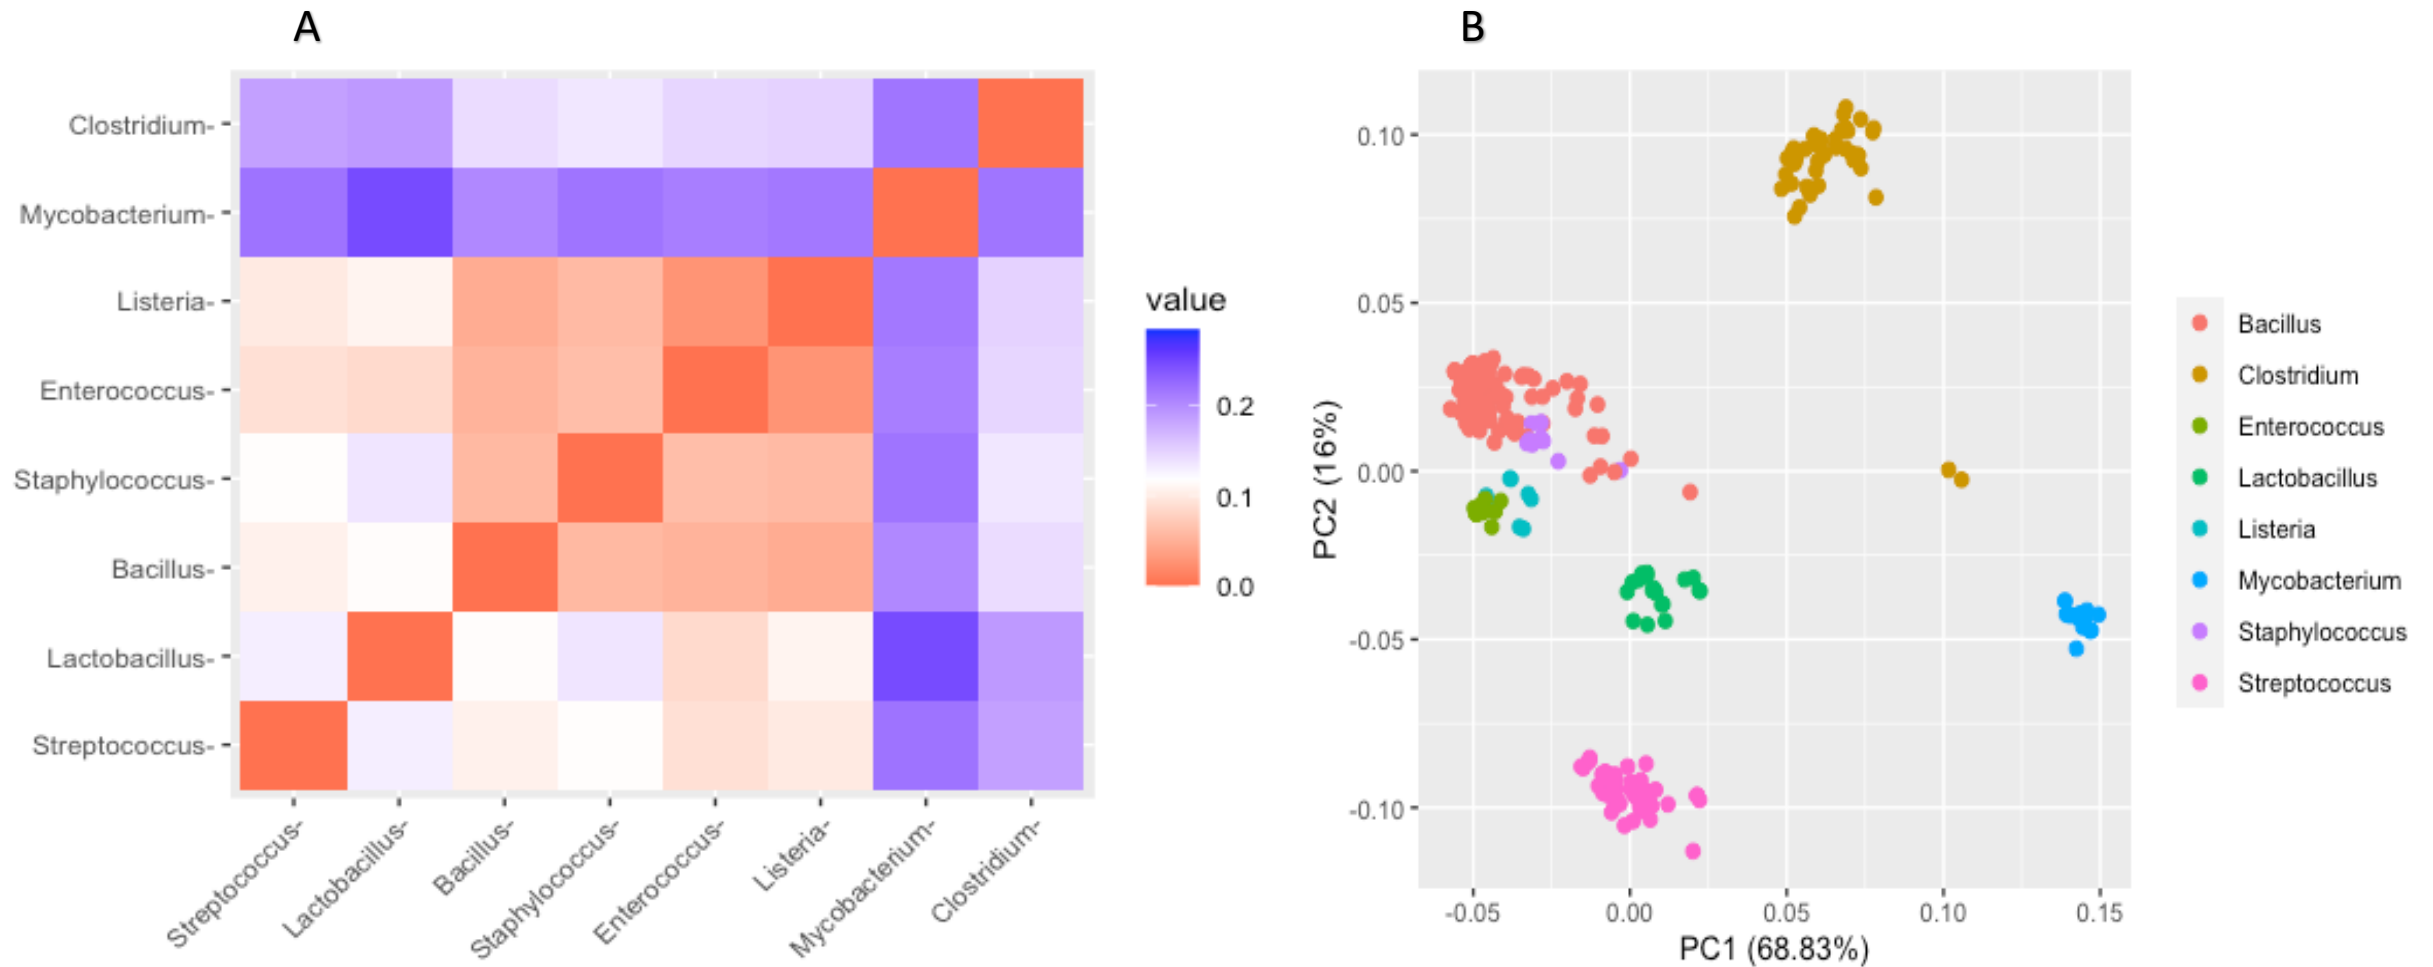 A
Clostridium-
Mycobacterium-
Listeria-
Enterococcus-
Staphylococcus-
Bacillus-
Lactobacillus-
Streptococcus-
Streptococcus-
Lactobacillus-
Bacillus-
Staphylococcus-
Enterococcus-
Listeria-
Mycobacterium-
Clostridium-
value
0.2
0.1
0.0
B
PC2 (16%)
0.10
0.05
0.00
-0.05
-0.10
-0.05
0.00
0.05
0.10
0.15
PC1 (68.83%)
Bacillus
Clostridium
Enterococcus
Lactobacillus
Listeria
Mycobacterium
Staphylococcus
Streptococcus